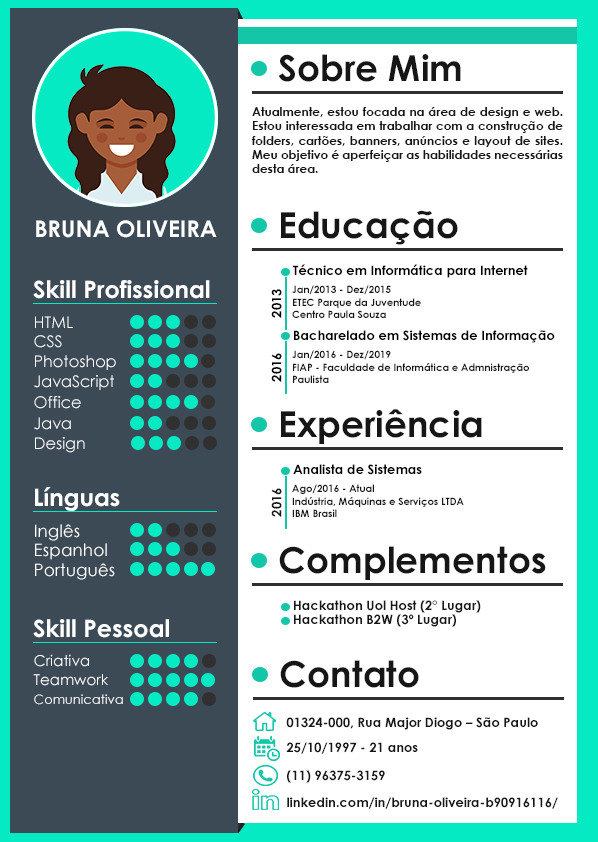 BRUNA OLIVEIRA
Skill Profissional
HTML
CSS
Photoshop
JavaScript
Office
Java
Design
Línguas
Inglês
Espanhol
Português
Skill Pessoal
Criativa
Teamwork
Comunicativa
Sobre Mim
Atualmente, estou focada na área de design e web.
Estou interessada em trabalhar com a construção de
folders, cartões, banners, anúncios e layout de sites.
Meu objetivo é aperfeiçar as habilidades necessárias
desta área.
Educação
2013
Técnico em Informática para Internet
Jan/2013 - Dez/2015
ETEC Parque da Juventude
Centro Paula Souza
2016
Bacharelado em Sistemas de Informação
Jan/2016 - Dez/2019
FIAP - Faculdade de Informática e Admnistração
Paulista
Experiência
2016
Analista de Sistemas
Ago/2016 - Atual
Indústria, Máquinas e Serviços LTDA
IBM Brasil
Complementos
Hackathon Uol Host (2° Lugar)
Hackathon B2W (3º Lugar)
Contato
01324-000, Rua Major Diogo – São Paulo
25/10/1997 - 21 anos
(11) 96375-3159
in linkedin.com/in/bruna-oliveira-b90916116/